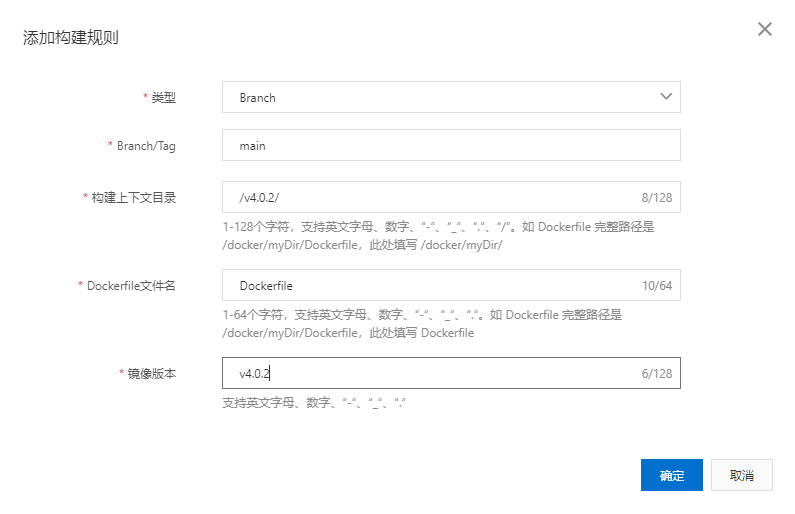 添加构建规则
* 类型
Branch
* Branch/Tag
main
* 构建上下文目录
/v4.0.2/
8/128
1-128个字符，支持英文字母、数字、“-”、“_”、“.”、“/”。如 Dockerfile 完整路径是
/docker/myDir/Dockerfile，此处填写 /docker/myDir/
* Dockerfile文件名
Dockerfile
10/64
1-64个字符，支持英文字母、数字、“-”、“_”、“.”。如 Dockerfile 完整路径是
/docker/myDir/Dockerfile，此处填写 Dockerfile
* 镜像版本
v4.0.2
6/128
支持英文字母、数字、“-”、“_”、“.”
确定
取消